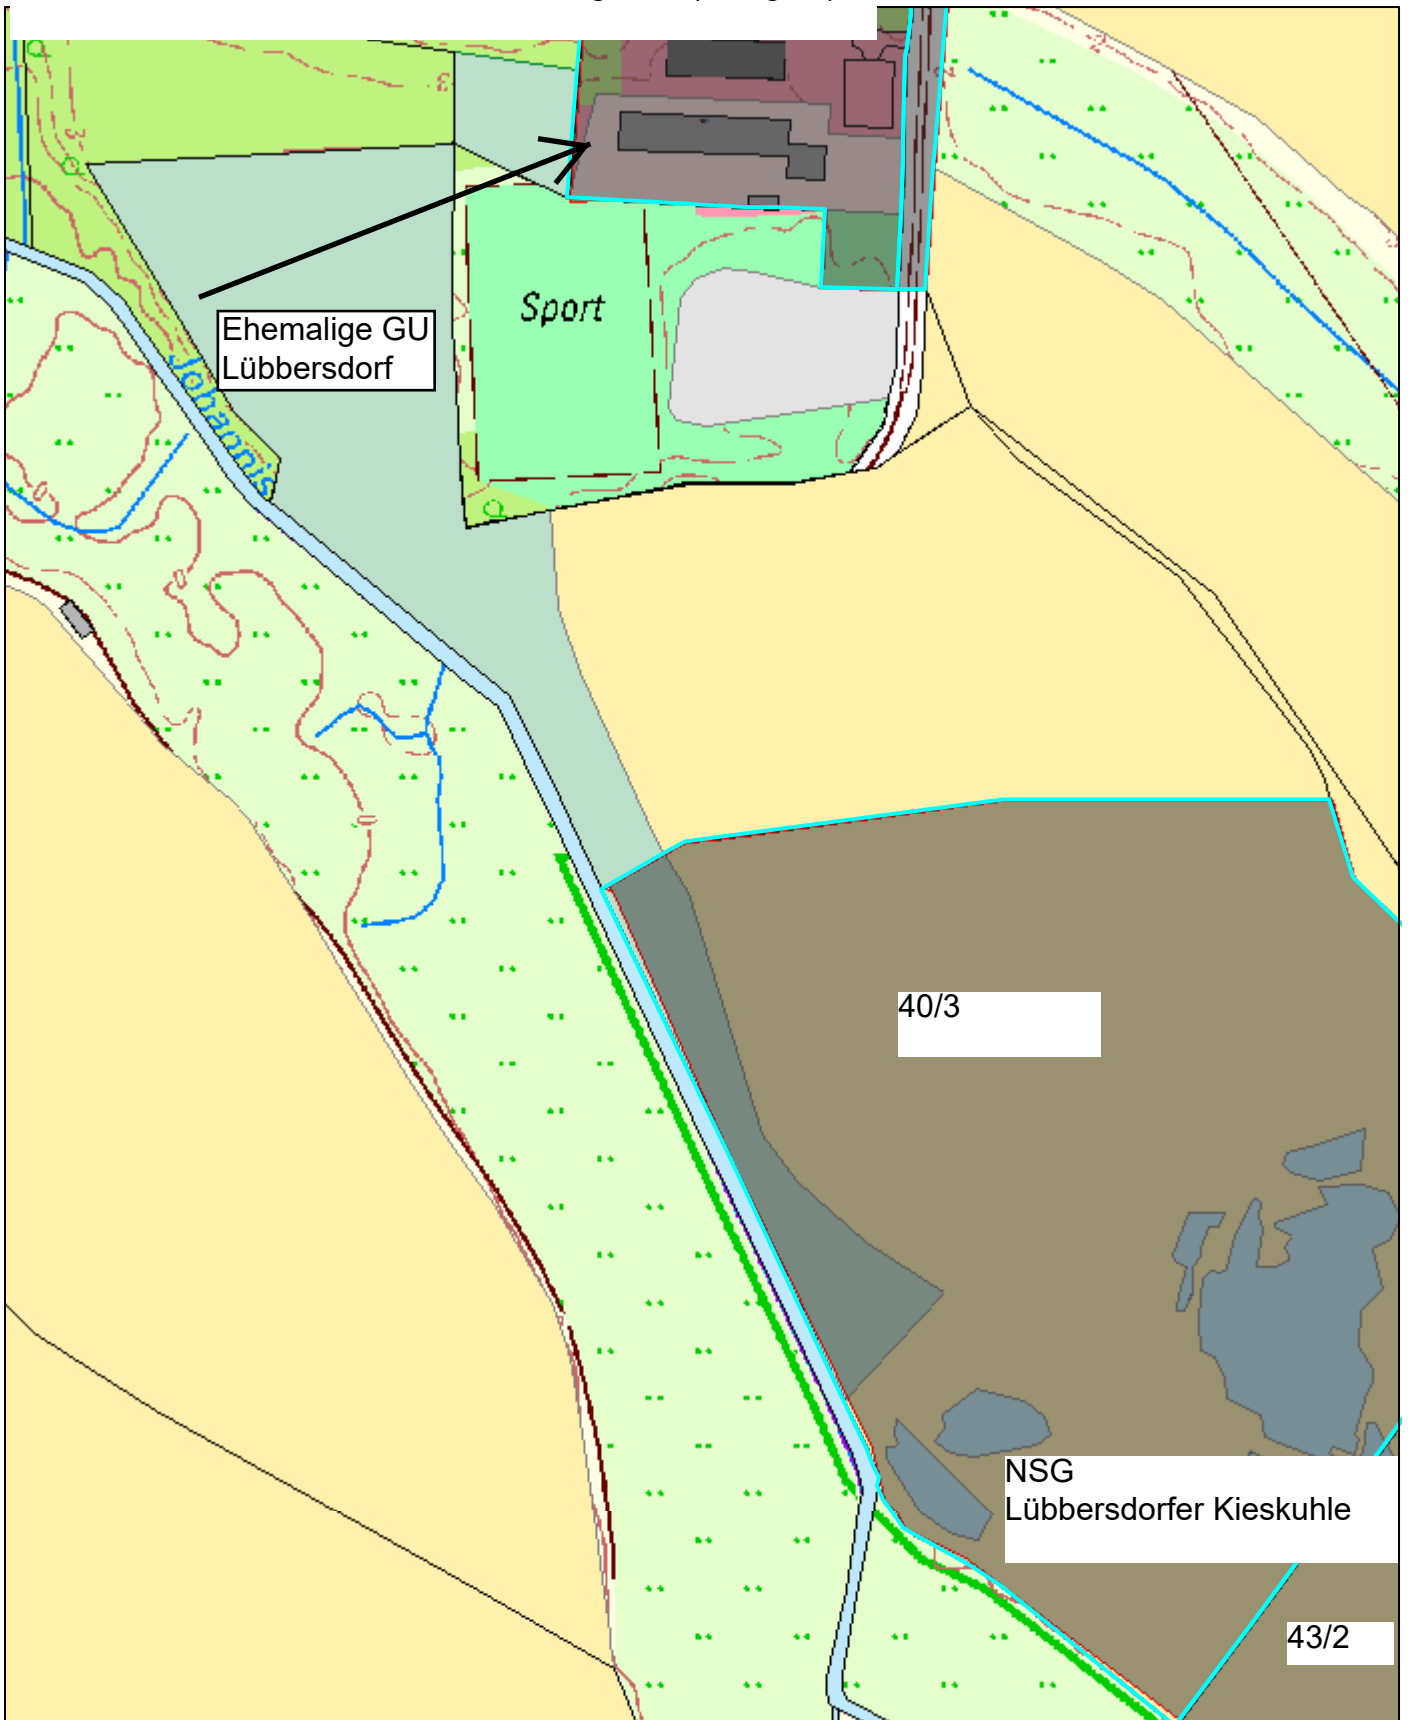 Sport
Ehemalige GU
Lübbersdorf
Johannis
40/3
NSG
Lübbersdorfer Kieskuhle
43/2